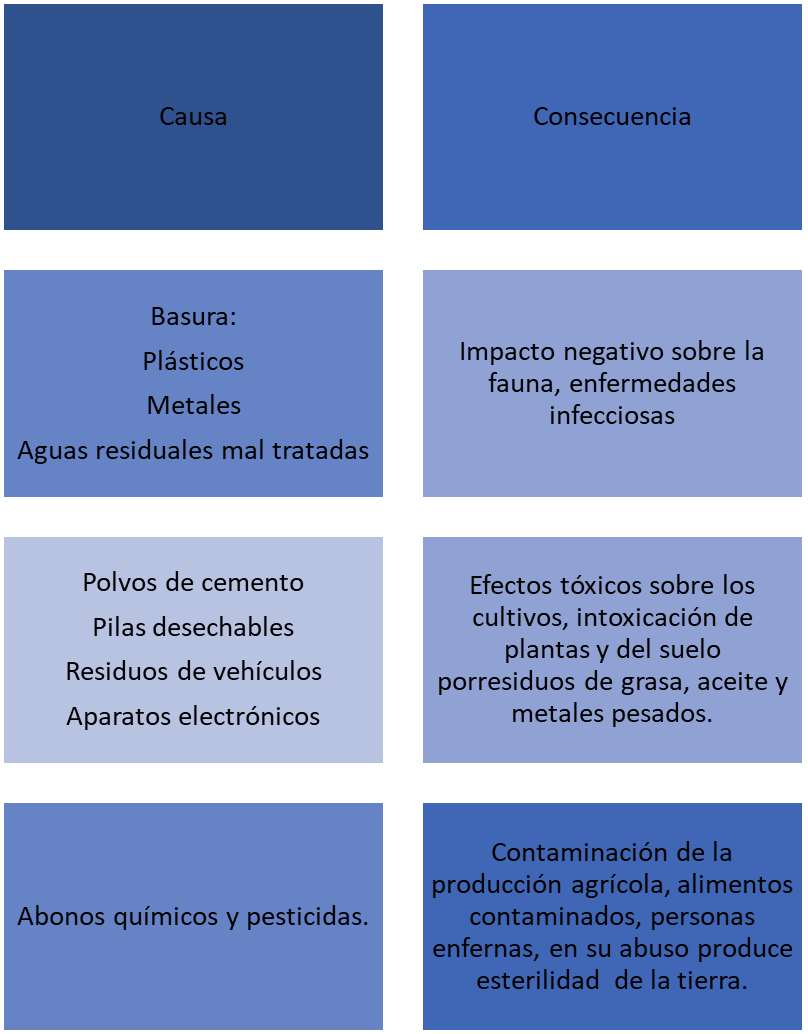 Causa
Consecuencia
Basura:
Plásticos
Metales
Aguas residuales mal tratadas
Impacto negativo sobre la
fauna, enfermedades
infecciosas
Polvos de cemento
Pilas desechables
Residuos de vehículos
Aparatos electrónicos
Efectos tóxicos sobre los
cultivos, intoxicación de
plantas y del suelo
porresiduos de grasa, aceite y
metales pesados.
Abonos químicos y pesticidas.
Contaminación de la
producción agrícola, alimentos
contaminados, personas
enfernas, en su abuso produce
esterilidad  de la tierra.